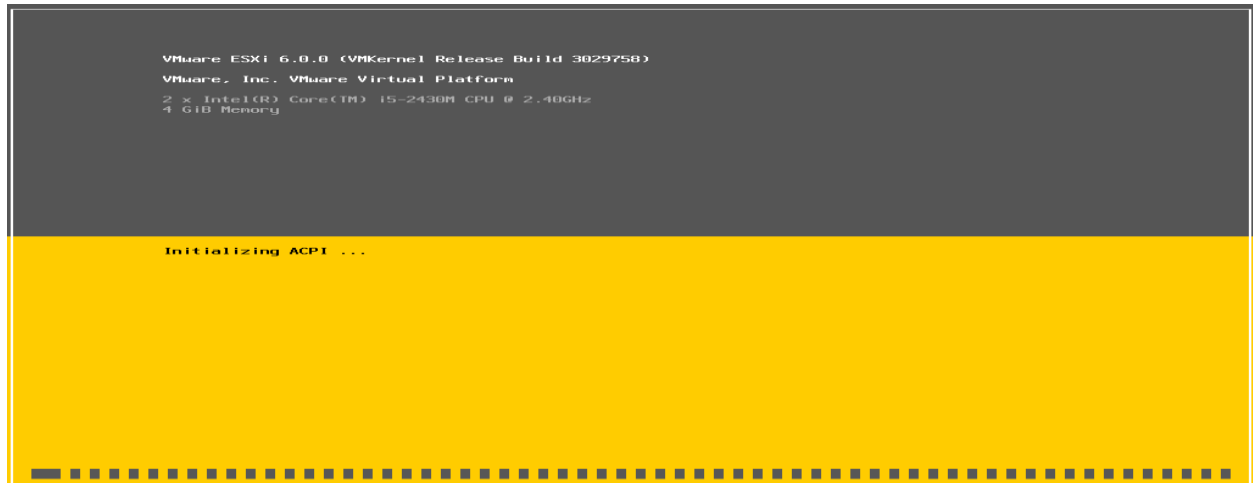 VMware ESXi 6.0.0 (VMKernel Release Build 3029758)
VMware, Inc. VMware Virtual Platform
2 x Intel(R) Core(TM) i5-2430M CPU @ 2.40GHz
4 GiB Memory
Initializing ACPI ...